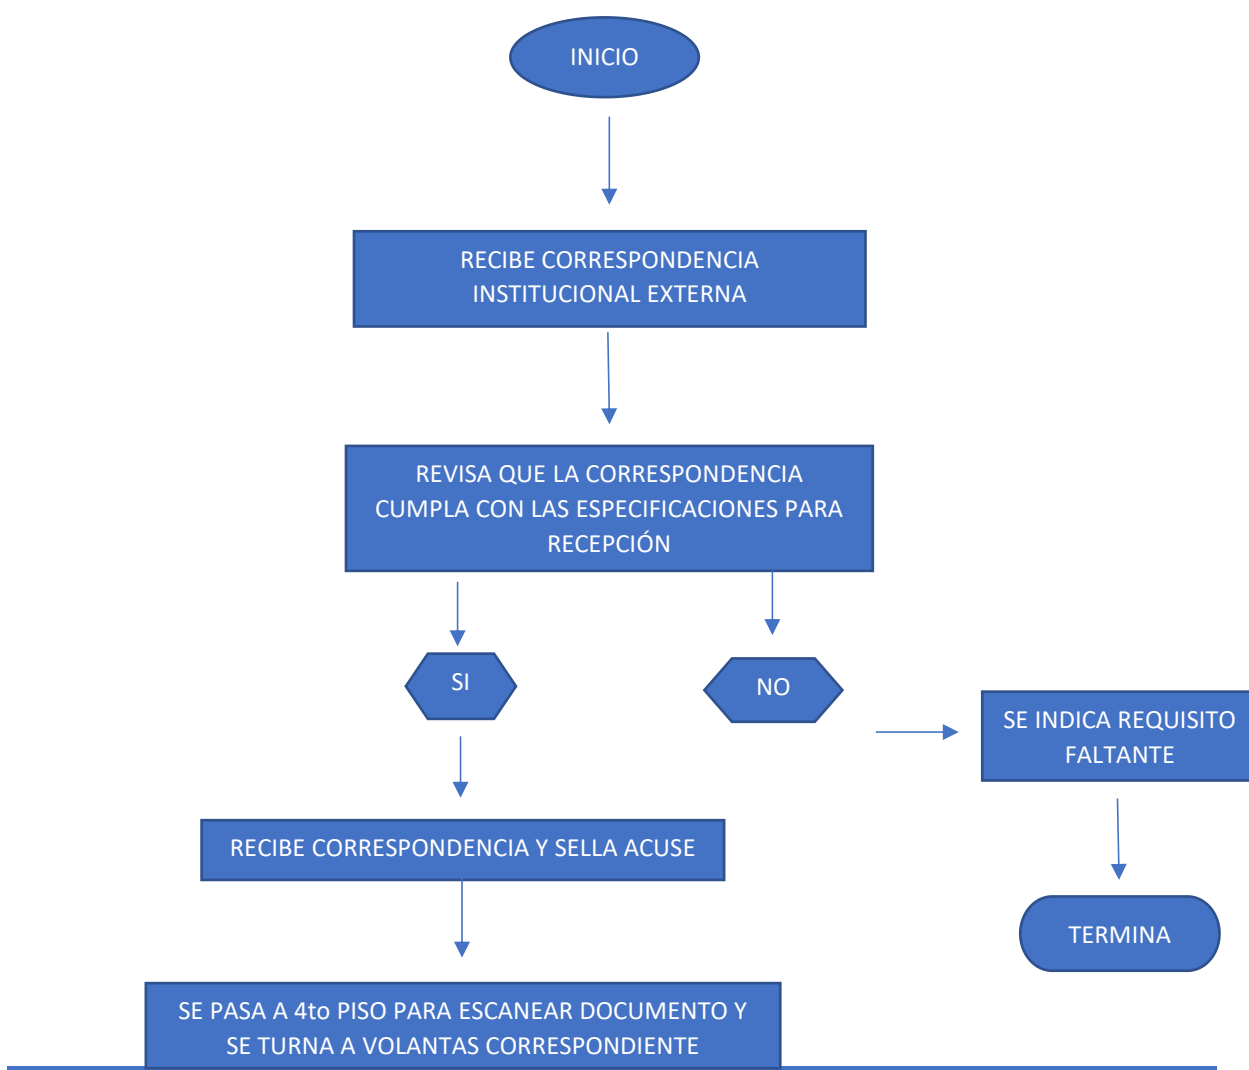 INICIO
RECIBE CORRESPONDENCIA
INSTITUCIONAL EXTERNA
REVISA QUE LA CORRESPONDENCIA
CUMPLA CON LAS ESPECIFICACIONES PARA
RECEPCIÓN
SI
NO
SE INDICA REQUISITO
FALTANTE
RECIBE CORRESPONDENCIA Y SELLA ACUSE
TERMINA
SE PASA A 4to PISO PARA ESCANEAR DOCUMENTO Y
SE TURNA A VOLANTAS CORRESPONDIENTE